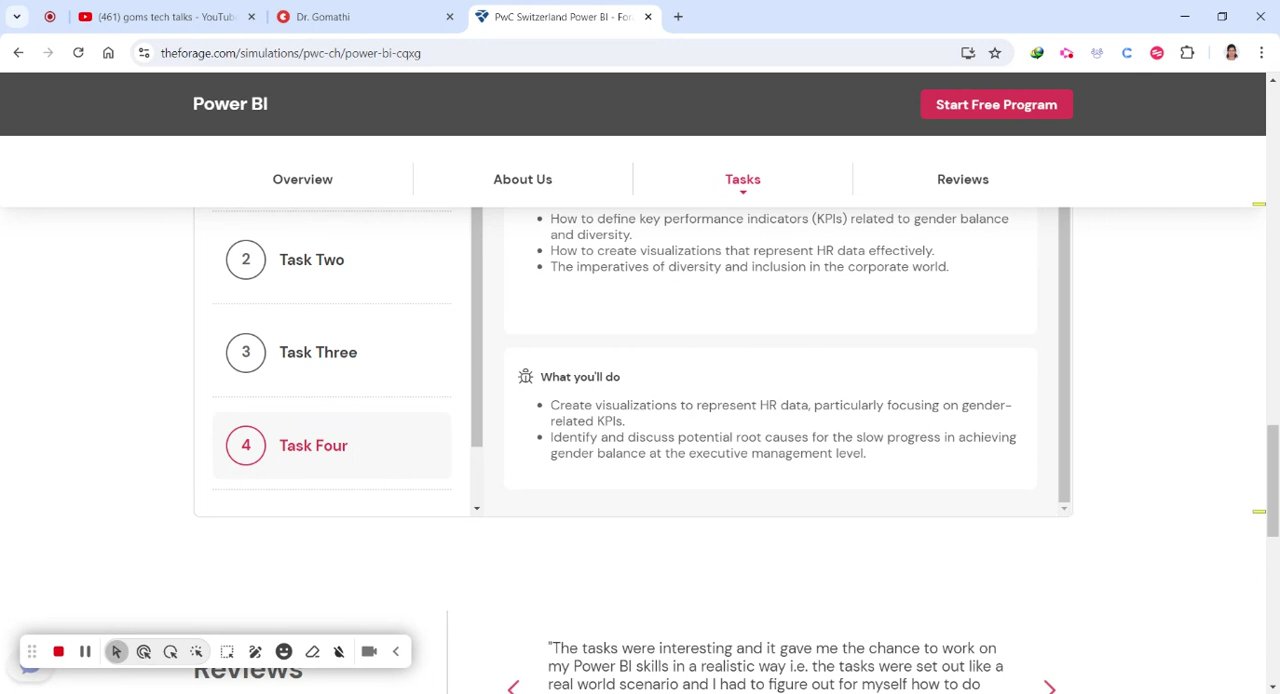 (461) goms tech talks - YouTube
Dr. Gomathi
PwC Switzerland Power BI - For
theforage.com/simulations/pwc-ch/power-bi-cqxg
Power BI
Start Free Program
Overview
About Us
Tasks
Reviews
How to define key performance indicators (KPIs) related to gender balance
and diversity.
How to create visualizations that represent HR data effectively.
The imperatives of diversity and inclusion in the corporate world.
2
Task Two
3
Task Three
4
Task Four
What you'll do
Create visualizations to represent HR data, particularly focusing on gender-
related KPIs.
Identify and discuss potential root causes for the slow progress in achieving
gender balance at the executive management level.
Reviews
"The tasks were interesting and it gave me the chance to work on
my Power BI skills in a realistic way i.e. the tasks were set out like a
real world scenario and I had to figure out for myself how to do